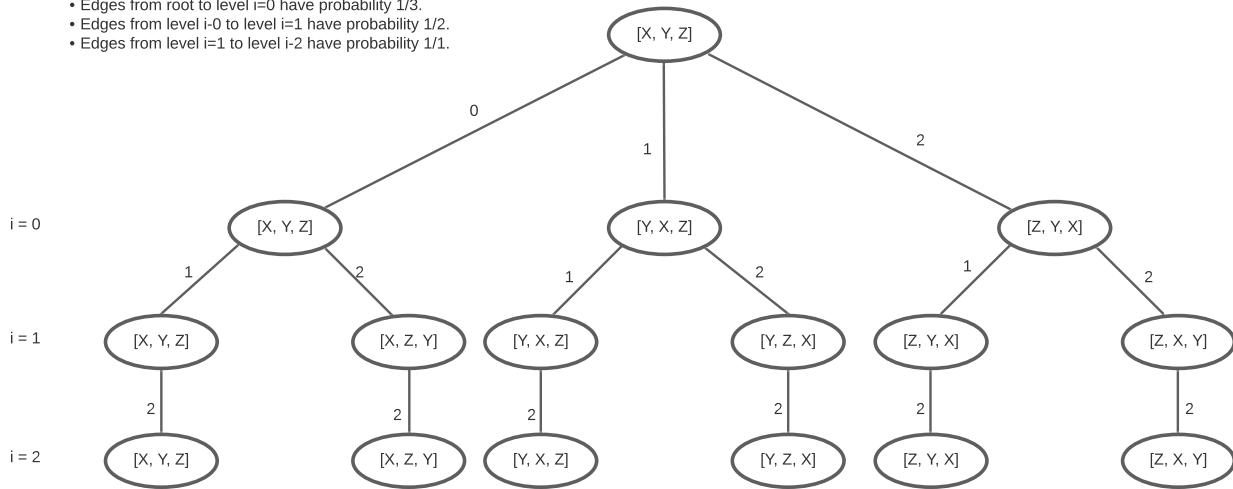 • Edges from root to level i=0 have probability 1/3.
• Edges from level i-0 to level i=1 have probability 1/2.
• Edges from level i=1 to level i-2 have probability 1/1.
[X, Y, Z]
0
1
2
i = 0
[X, Y, Z]
[Y, X, Z]
[Z, Y, X]
1
2
1
2
1
2
i = 1
[X, Y, Z]
[X, Z, Y]
[Y, X, Z]
[Y, Z, X]
[Z, Y, X]
[Z, X, Y]
2
2
2
2
2
2
i = 2
[X, Y, Z]
[X, Z, Y]
[Y, X, Z]
[Y, Z, X]
[Z, Y, X]
[Z, X, Y]